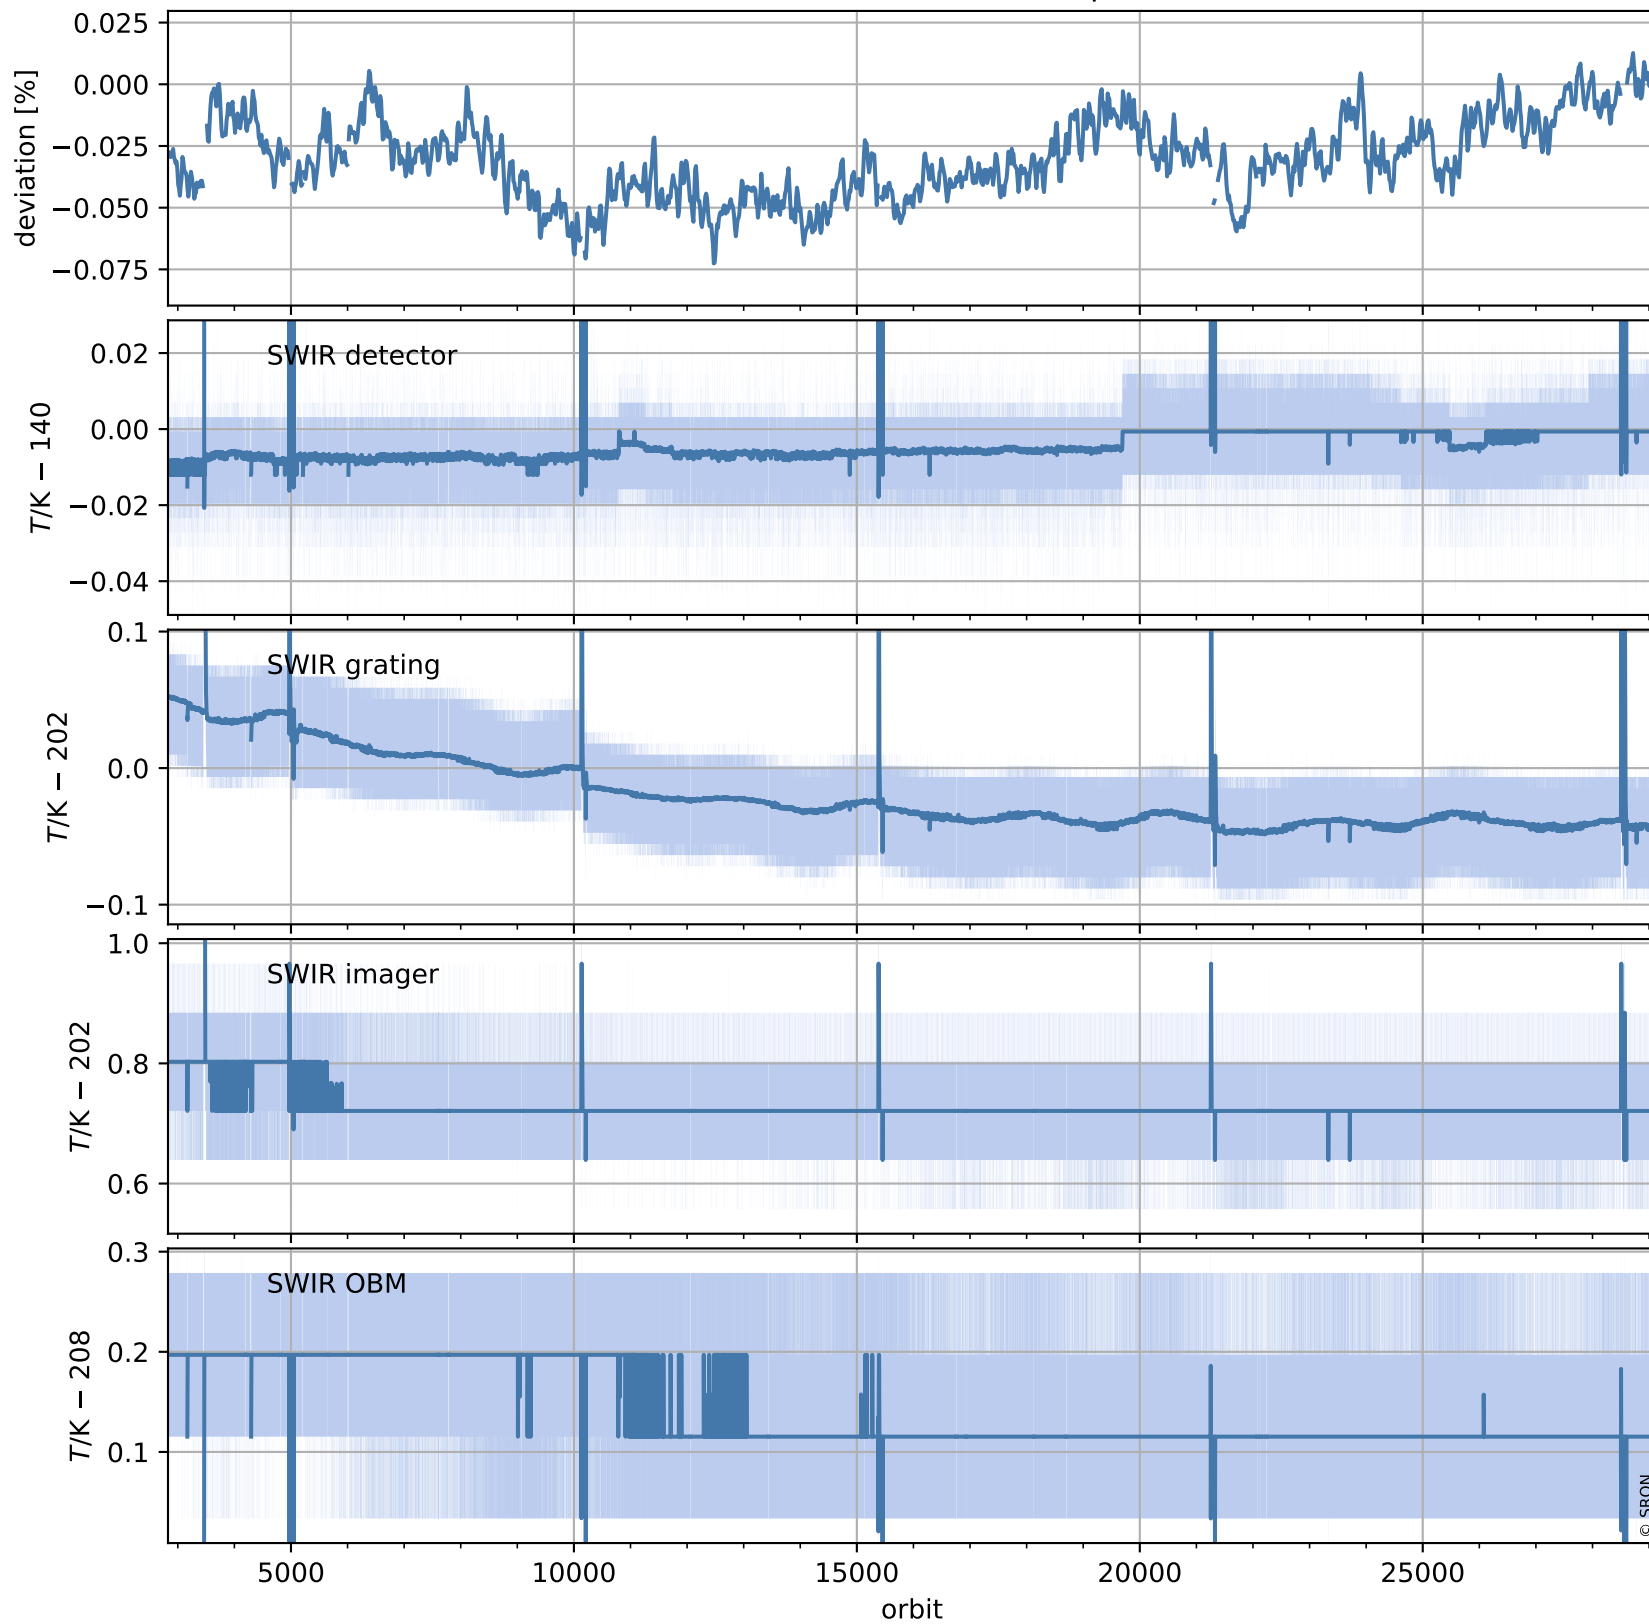 0.025
0.000
−0.025
−0.050
−0.075
deviation [%]
SWIR detector
0.02
0.00
−0.02
−0.04
T/K − 140
SWIR grating
0.1
0.0
−0.1
T/K − 202
SWIR imager
1.0
0.8
0.6
T/K − 202
SWIR OBM
0.3
0.2
0.1
T/K − 208
© SRON
5000 10000 15000 20000 25000
orbit